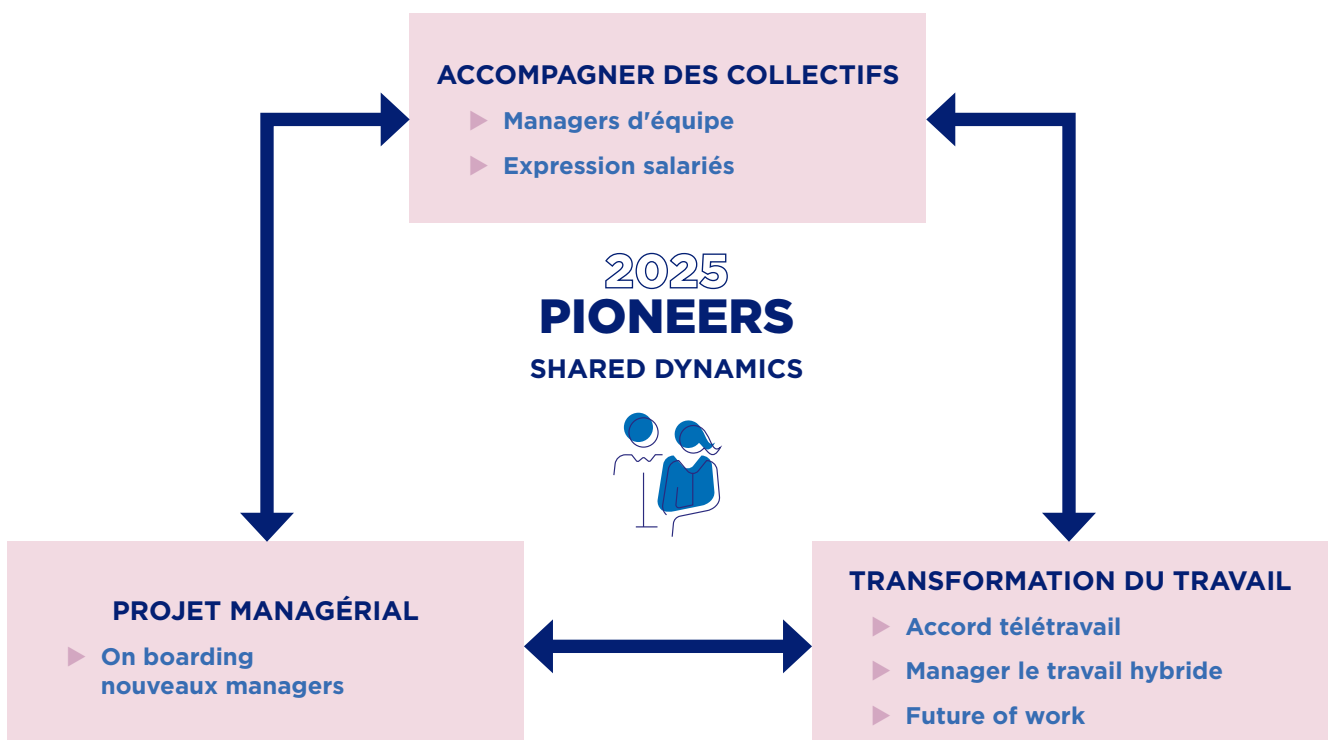 ACCOMPAGNER DES COLLECTIFS
Managers d'équipe
Expression salariés
2025
PIONEERS
SHARED DYNAMICS
PROJET MANAGÉRIAL
On boarding
nouveaux managers
TRANSFORMATION DU TRAVAIL
Accord télétravail
Manager le travail hybride
Future of work